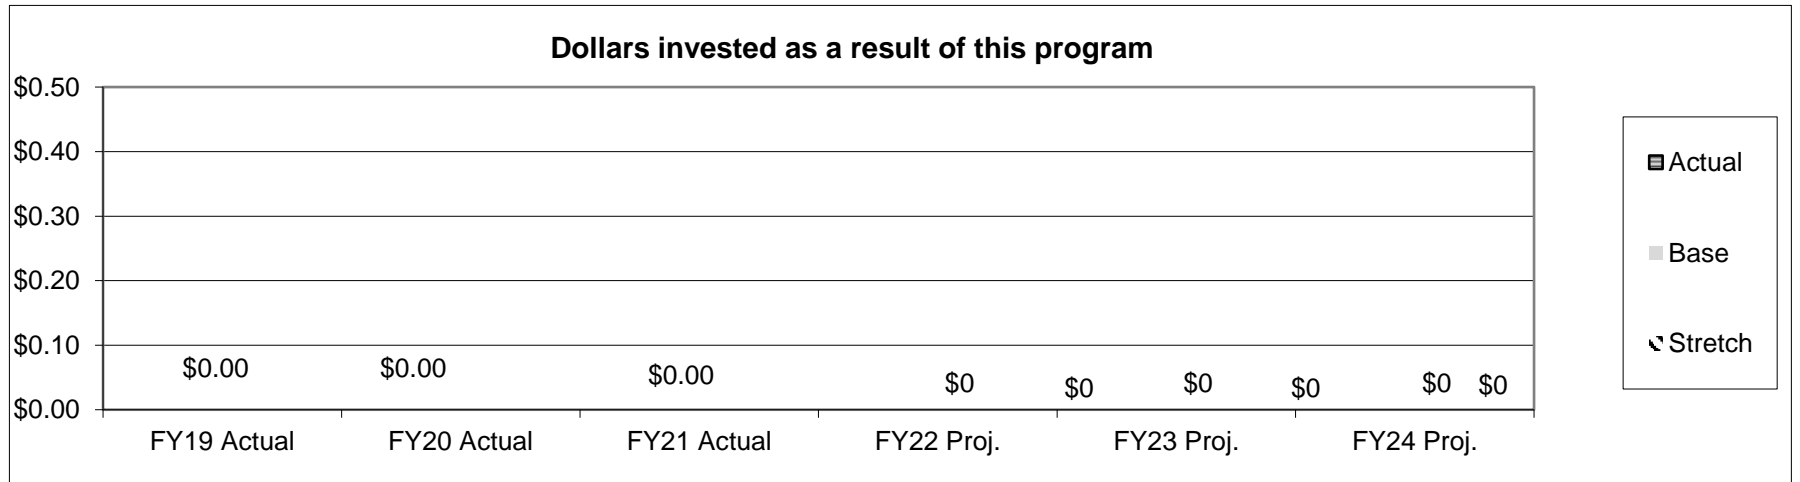 Dollars invested as a result of this program
$0.50
$0.40
$0.30
$0.20
$0.10
$0.00
$0.00 $0.00 $0.00 $0 $0 $0 $0 $0 $0
FY19 Actual FY20 Actual FY21 Actual FY22 Proj. FY23 Proj. FY24 Proj.
Actual
Base
Stretch